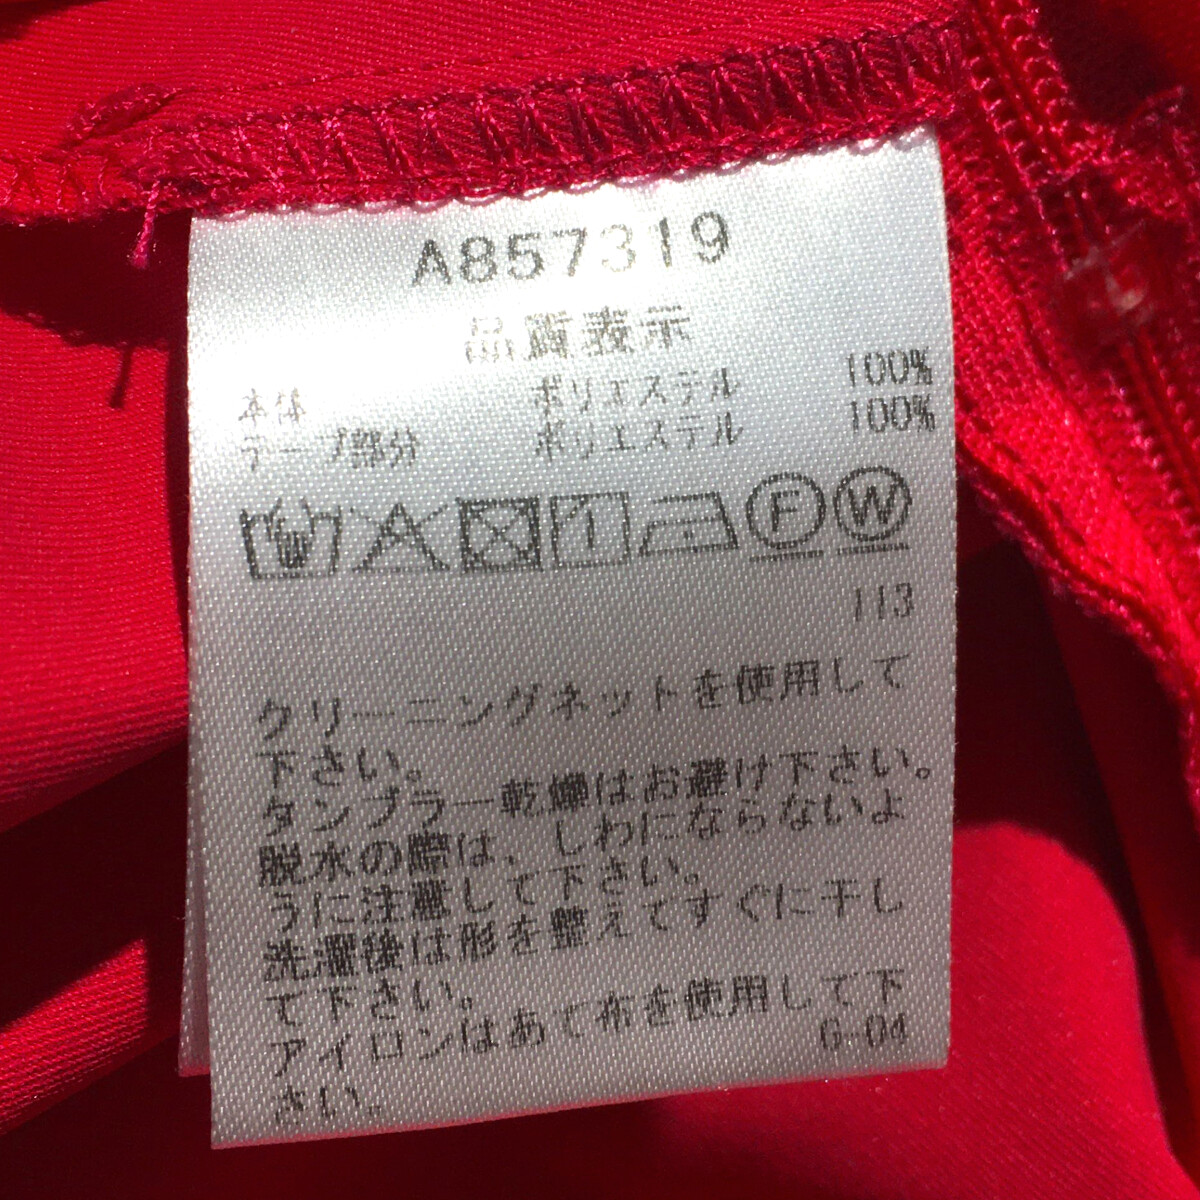 A857319
品質表示
本体 ポリエステル 100%
テープ部分 ポリエステル 100%
F W
113
クリーニングネットを使用して
下さい。
タンブラー乾燥はお避け下さい。
脱水の際は、しわにならないよ
うに注意して下さい。
洗濯後は形を整えてすぐに干し
て下さい。
アイロンはあて布を使用して下
さい。
G-04